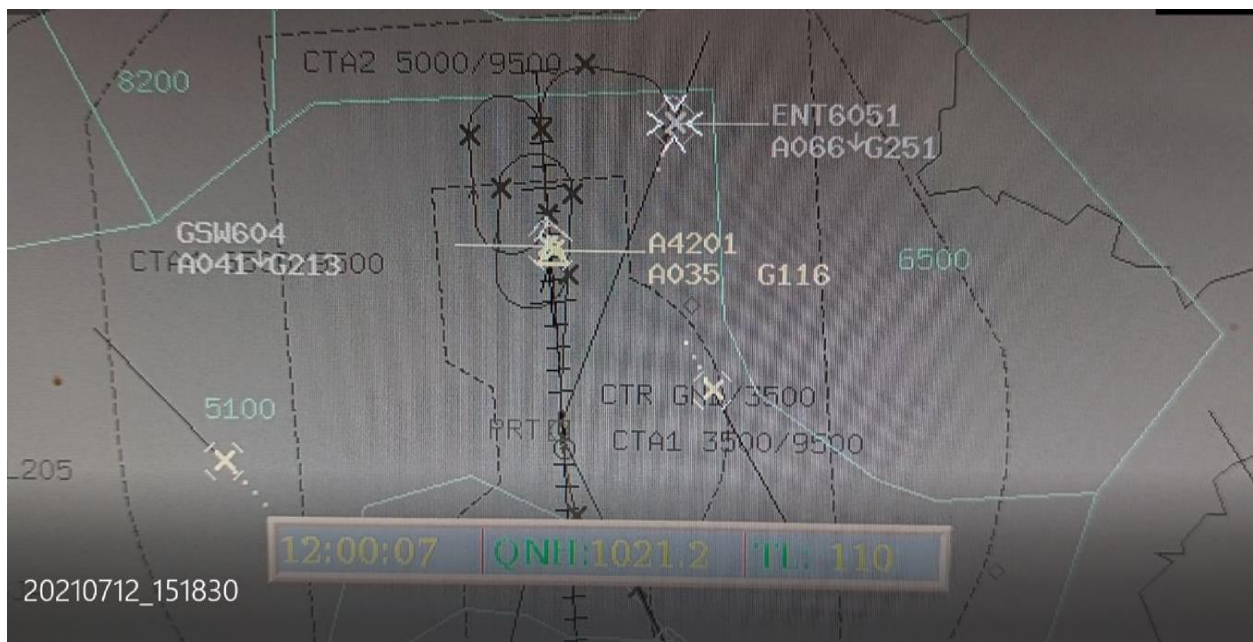 CTA2 5000/9500
8200
ENT6051
A066↓G251
GSW604
A041↓G213
A4201
A035 G116
6500
5100
CTR GND/3500
PRT
CTA1 3500/9500
205
12:00:07 QNH:1021.2 TL: 110
20210712_151830